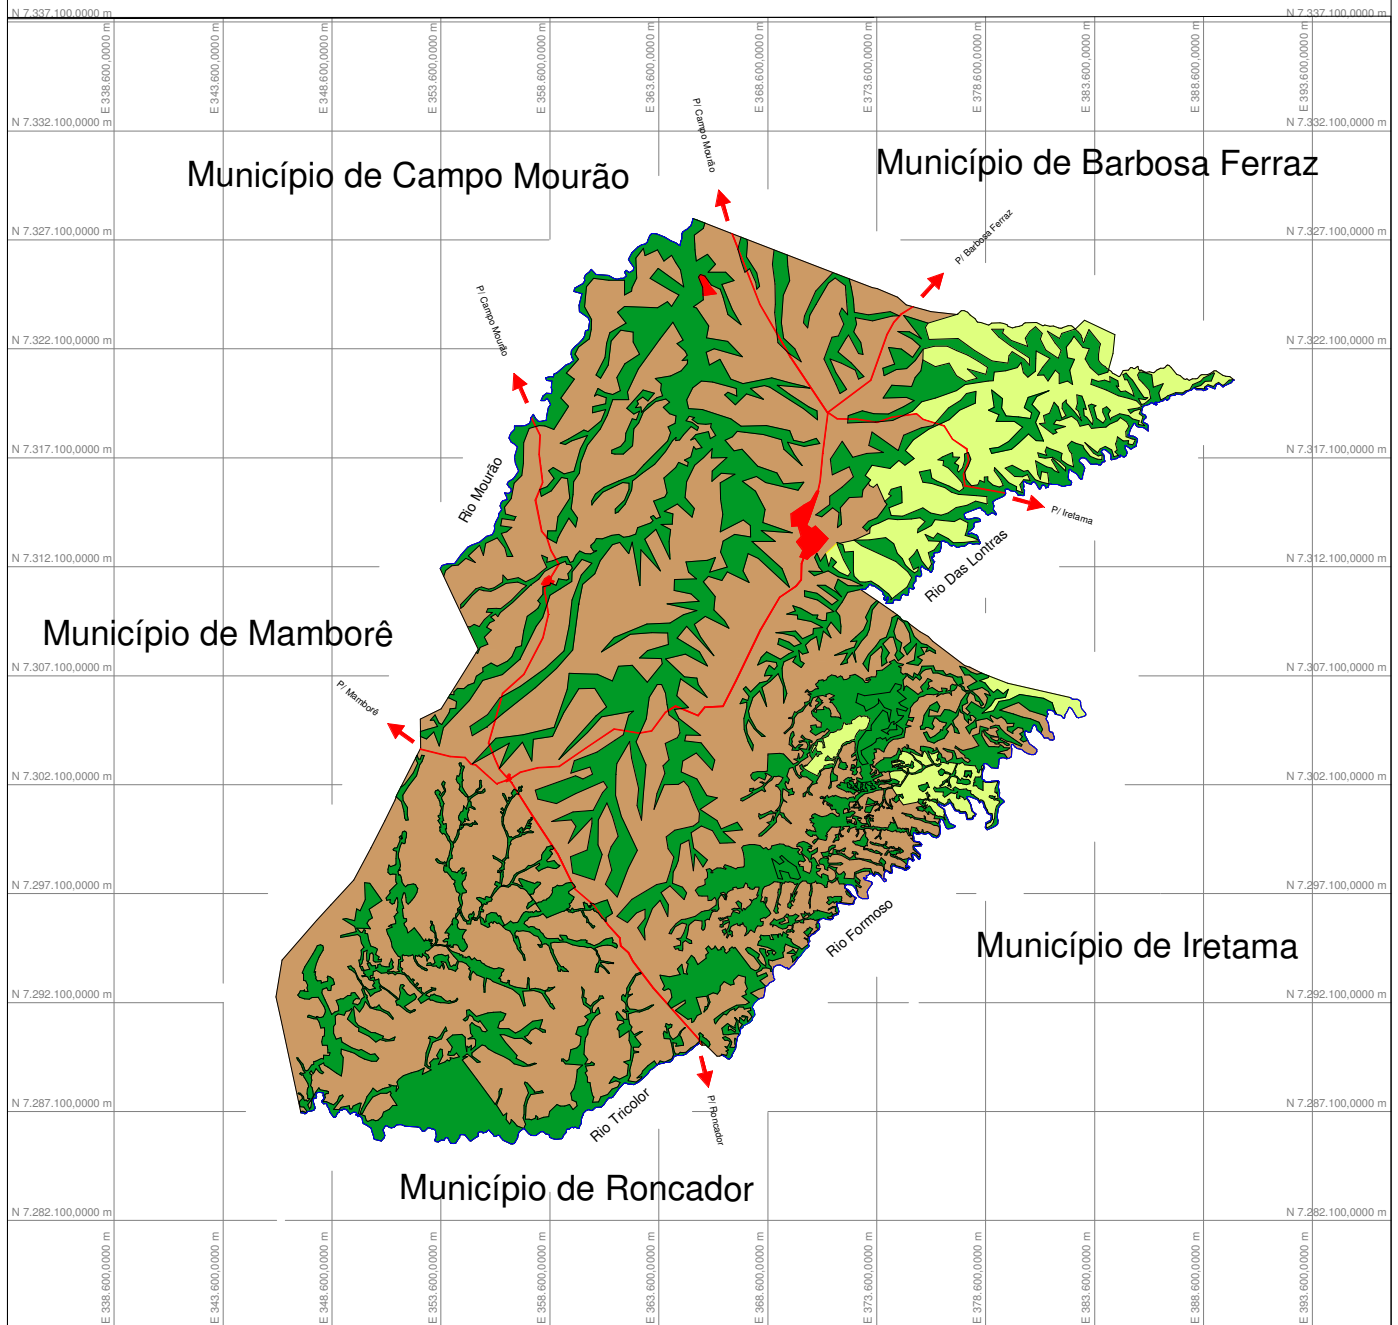 N 7.337.100,0000 m
N 7.337.100,0000 m
E 338.600,0000 m
E 343.600,0000 m
E 348.600,0000 m
E 353.600,0000 m
E 358.600,0000 m
E 363.600,0000 m
E 368.600,0000 m
E 373.600,0000 m
E 378.600,0000 m
E 383.600,0000 m
E 388.600,0000 m
E 393.600,0000 m
N 7.332.100,0000 m
N 7.332.100,0000 m
P/ Campo Mourão
Município de Campo Mourão
Município de Barbosa Ferraz
N 7.327.100,0000 m
N 7.327.100,0000 m
P/ Barbosa Ferraz
P/ Campo Mourão
N 7.322.100,0000 m
N 7.322.100,0000 m
N 7.317.100,0000 m
N 7.317.100,0000 m
Rio Mourão
P/ Iretama
N 7.312.100,0000 m
N 7.312.100,0000 m
Rio Das Lontras
Município de Mamborê
N 7.307.100,0000 m
N 7.307.100,0000 m
P/ Mamborê
N 7.302.100,0000 m
N 7.302.100,0000 m
N 7.297.100,0000 m
N 7.297.100,0000 m
Rio Formoso
Município de Iretama
N 7.292.100,0000 m
N 7.292.100,0000 m
N 7.287.100,0000 m
N 7.287.100,0000 m
Rio Tricolor
P/ Roncador
Município de Roncador
N 7.282.100,0000 m
N 7.282.100,0000 m
E 338.600,0000 m
E 343.600,0000 m
E 348.600,0000 m
E 353.600,0000 m
E 358.600,0000 m
E 363.600,0000 m
E 368.600,0000 m
E 373.600,0000 m
E 378.600,0000 m
E 383.600,0000 m
E 388.600,0000 m
E 393.600,0000 m